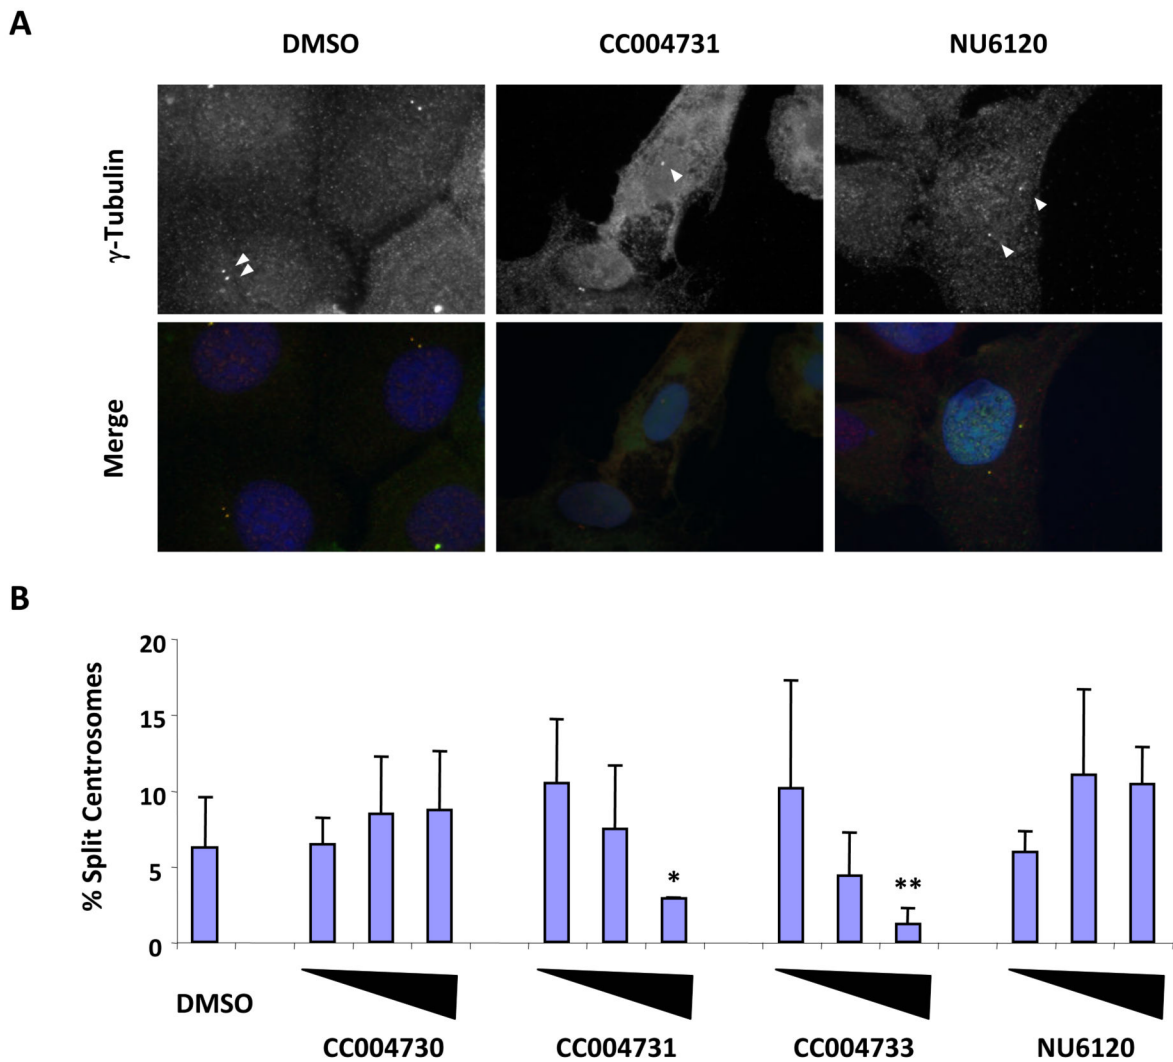 A
DMSO CC004731 NU6120
γ-Tubulin
Merge
B
% Split Centrosomes
20
15
10
5
0
* **
DMSO
CC004730 CC004731 CC004733 NU6120